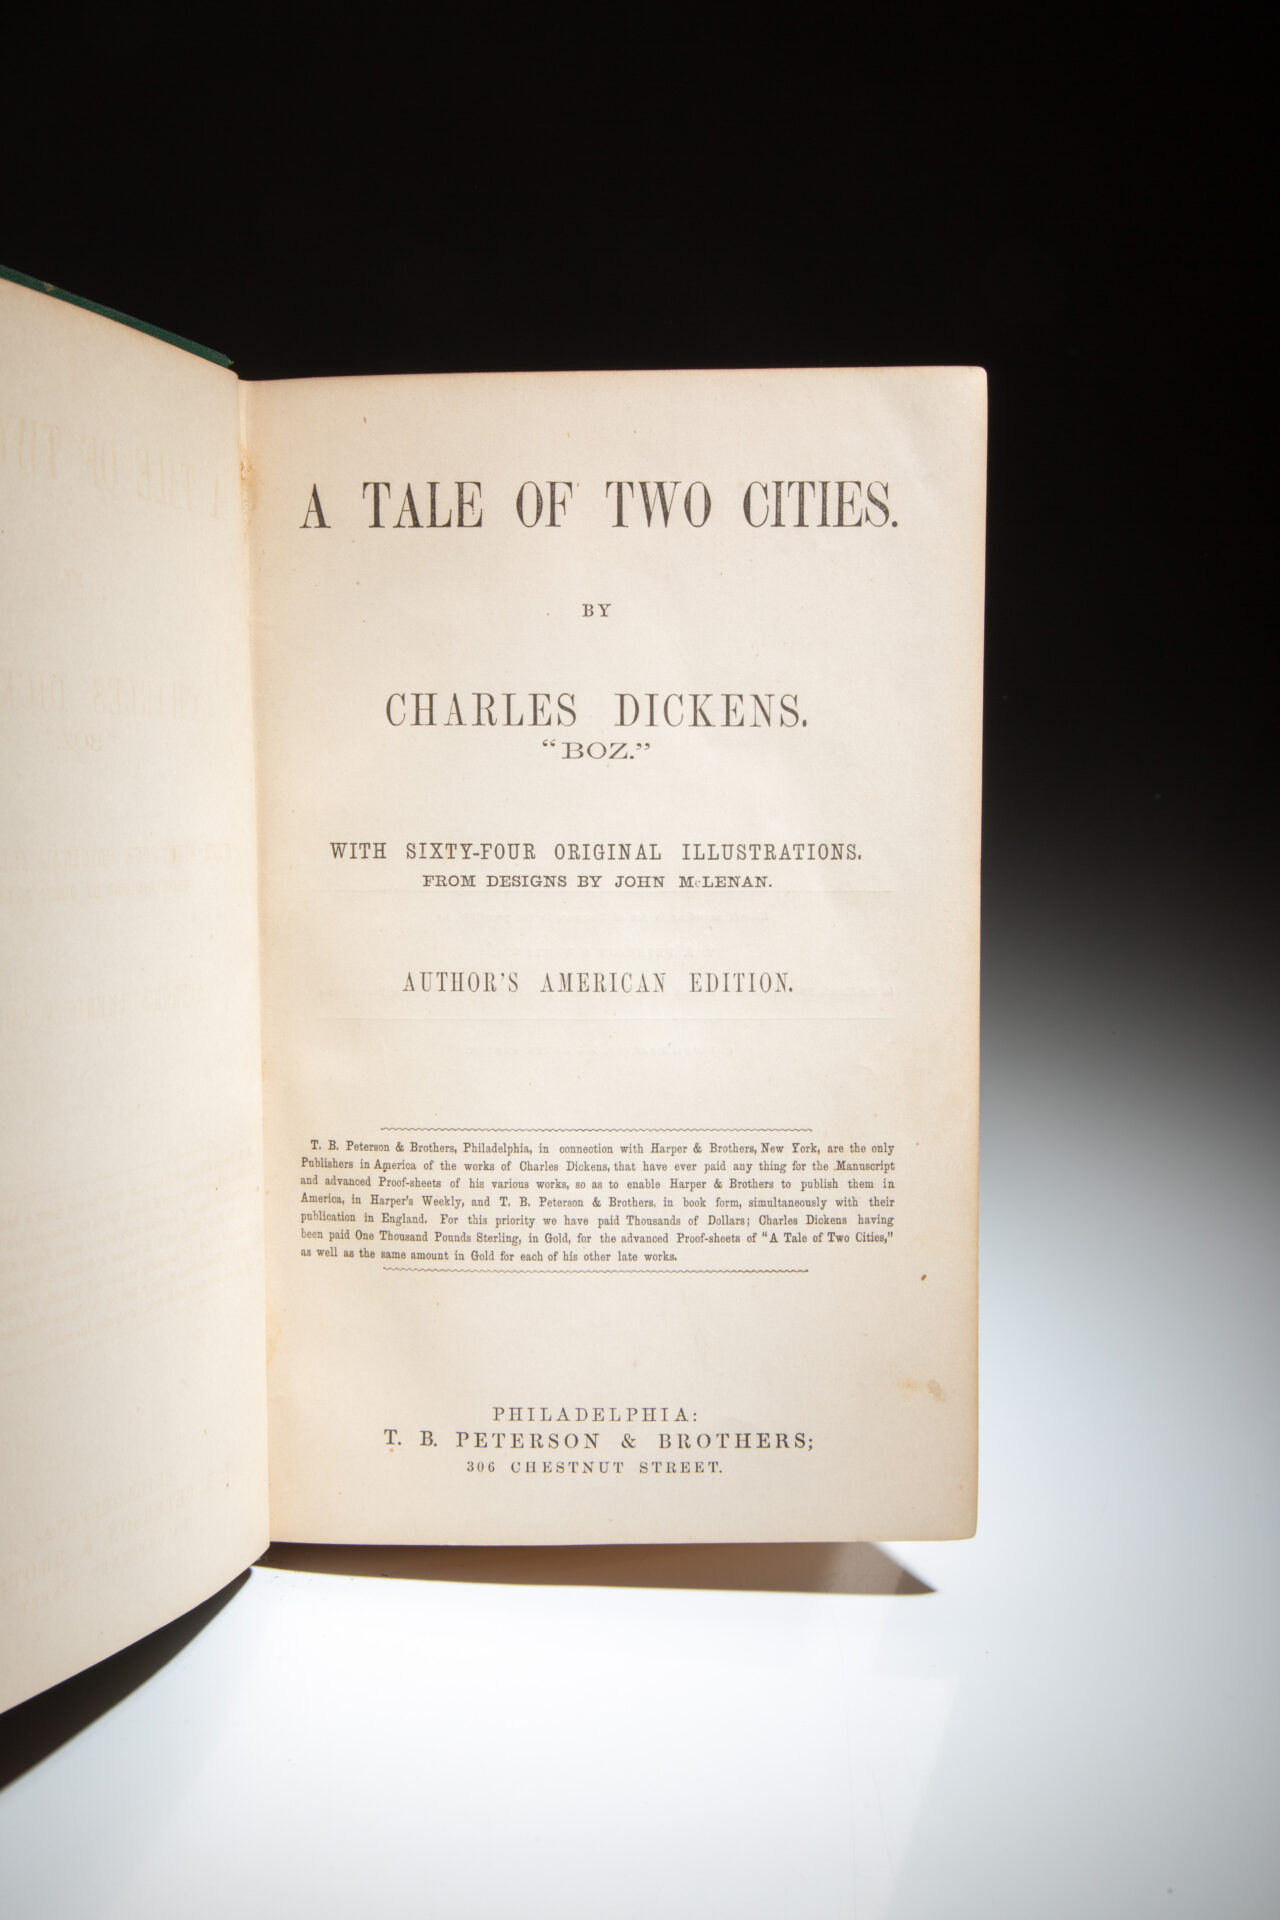 A TALE OF TWO CITIES.
BY
CHARLES DICKENS.
“BOZ.”
WITH SIXTY-FOUR ORIGINAL ILLUSTRATIONS.
FROM DESIGNS BY JOHN McLENAN.
AUTHOR'S AMERICAN EDITION.
T. B. Peterson & Brothers, Philadelphia, in connection with Harper & Brothers, New York, are the only
Publishers in America of the works of Charles Dickens, that have ever paid any thing for the Manuscript
and advanced Proof-sheets of his various works, so as to enable Harper & Brothers to publish them in
America, in Harper's Weekly, and T. B. Peterson & Brothers, in book form, simultaneously with their
publication in England. For this priority we have paid Thousands of Dollars; Charles Dickens having
been paid One Thousand Pounds Sterling, in Gold, for the advanced Proof-sheets of “A Tale of Two Cities,”
as well as the same amount in Gold for each of his other late works.
PHILADELPHIA:
T. B. PETERSON & BROTHERS;
306 CHESTNUT STREET.